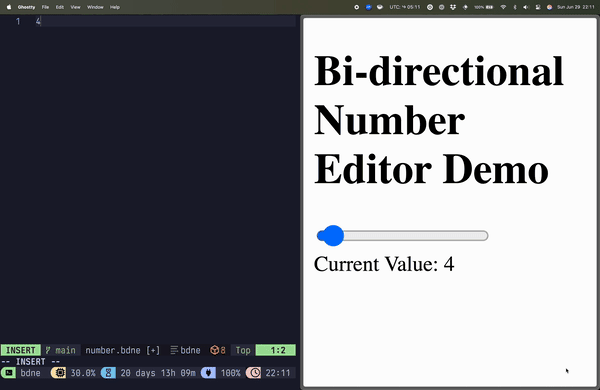 Ghostty File Edit View Window Help UTC: 05:11 100% Sun Jun 29 22:11
1 4
Bi-directional
Number
Editor Demo
Current Value: 4
INSERT main number.bdne [+] bdne 8 Top 1:2
-- INSERT --
bdne 30.0% 20 days 13h 09m 100% 22:11